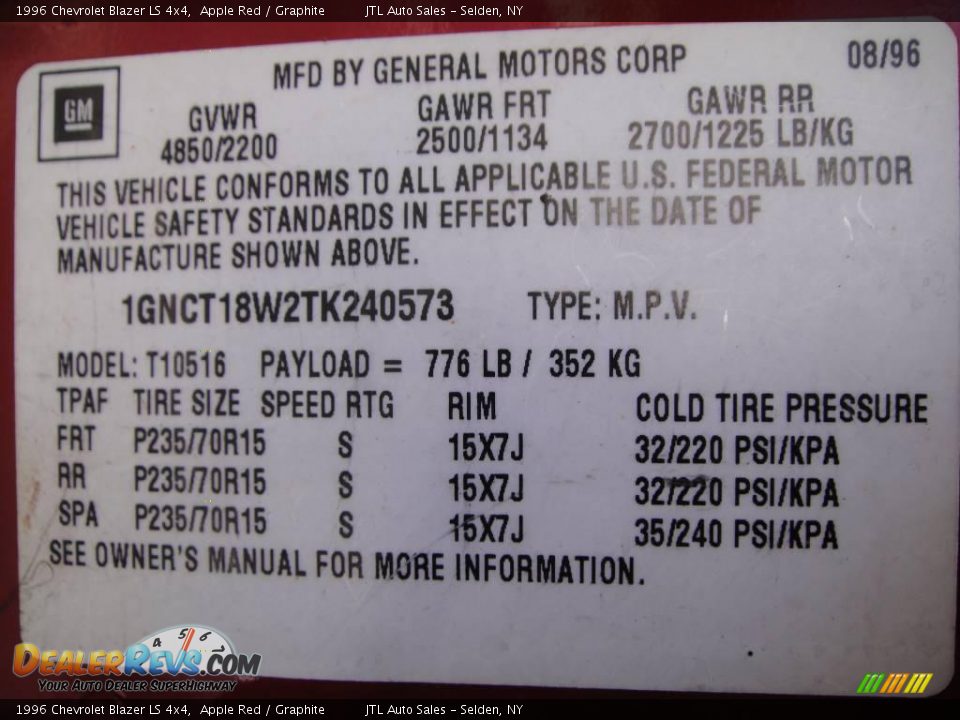 1996 Chevrolet Blazer LS 4x4, Apple Red / Graphite JTL Auto Sales - Selden, NY
MFD BY GENERAL MOTORS CORP 08/96
GM
GVWR GAWR FRT GAWR RR
4850/2200 2500/1134 2700/1225 LB/KG
THIS VEHICLE CONFORMS TO ALL APPLICABLE U.S. FEDERAL MOTOR
VEHICLE SAFETY STANDARDS IN EFFECT ON THE DATE OF
MANUFACTURE SHOWN ABOVE.
1GNCT18W2TK240573 TYPE: M.P.V.
MODEL: T10516 PAYLOAD = 776 LB / 352 KG
TPAF TIRE SIZE SPEED RTG RIM COLD TIRE PRESSURE
FRT P235/70R15 S 15X7J 32/220 PSI/KPA
RR P235/70R15 S 15X7J 32/220 PSI/KPA
SPA P235/70R15 S 15X7J 35/240 PSI/KPA
SEE OWNER'S MANUAL FOR MORE INFORMATION.
4 5 6 7
DEALERREVS.COM
YOUR AUTO DEALER SUPERHIGHWAY
1996 Chevrolet Blazer LS 4x4, Apple Red / Graphite JTL Auto Sales - Selden, NY